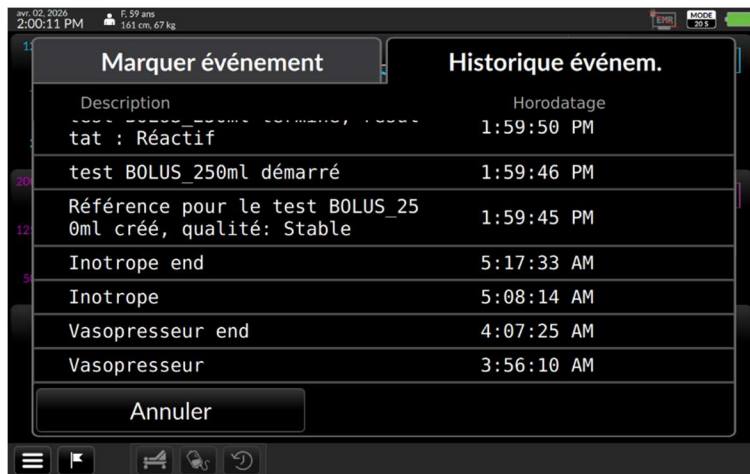 avr. 02, 2026
2:00:11 PM
F, 59 ans
161 cm, 67 kg
EMR
MODE
20 S
Marquer événement
Historique événem.
Description
Horodatage
tat : Réactif
1:59:50 PM
test BOLUS_250ml démarré
1:59:46 PM
Référence pour le test BOLUS_25
0ml créé, qualité: Stable
1:59:45 PM
Inotrope end
5:17:33 AM
Inotrope
5:08:14 AM
Vasopresseur end
4:07:25 AM
Vasopresseur
3:56:10 AM
Annuler